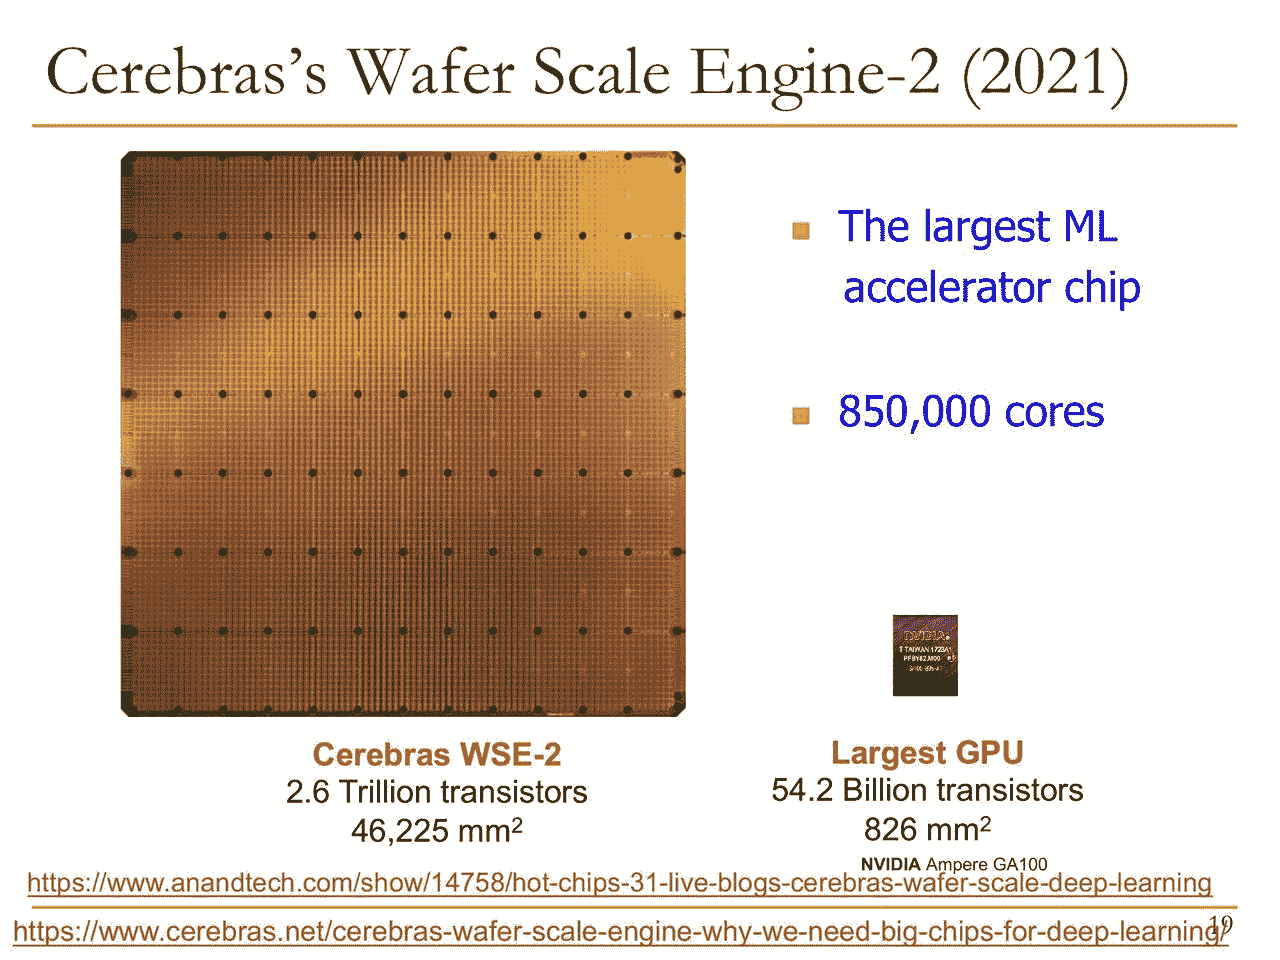 Cerebras’s Wafer Scale Engine-2 (2021)
The largest ML
accelerator chip
850,000 cores
NVIDIA
TAIWAN
Cerebras WSE-2
2.6 Trillion transistors
46,225 mm²
Largest GPU
54.2 Billion transistors
826 mm²
NVIDIA Ampere GA100
https://www.anandtech.com/show/14758/hot-chips-31-live-blogs-cerebras-wafer-scale-deep-learning
https://www.cerebras.net/cerebras-wafer-scale-engine-why-we-need-big-chips-for-deep-learning/
19